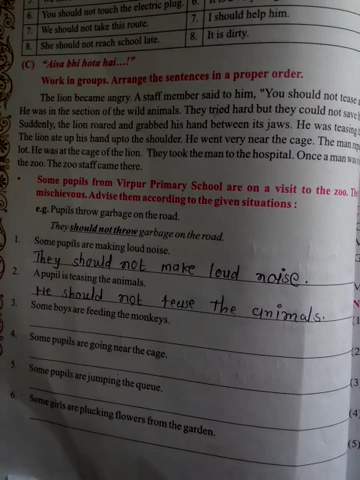 6. You should not touch the electric plug.
7. We should not take this route. 7. I should help him.
8. She should not reach school late. 8. It is dirty.
(C) "Aisa bhi hota hai...!"
Work in groups. Arrange the sentences in a proper order.
The lion became angry. A staff member said to him, "You should not tease
He was in the section of the wild animals. They tried hard but they could not save
Suddenly, the lion roared and grabbed his hand between its jaws. He was teasing
The lion ate up his hand upto the shoulder. He went very near the cage. The man
lot. He was at the cage of the lion. They took the man to the hospital. Once a man
the zoo. The zoo staff came there.
• Some pupils from Virpur Primary School are on a visit to the zoo.
mischievous. Advise them according to the given situations :
e.g. Pupils throw garbage on the road.
They should not throw garbage on the road.
1. Some pupils are making loud noise.
They should not make loud noise.
2. A pupil is teasing the animals.
He should not tease the animals.
3. Some boys are feeding the monkeys.
4. Some pupils are going near the cage.
5. Some pupils are jumping the queue.
6. Some girls are plucking flowers from the garden.
(1
(2
(3
(4)
(5)